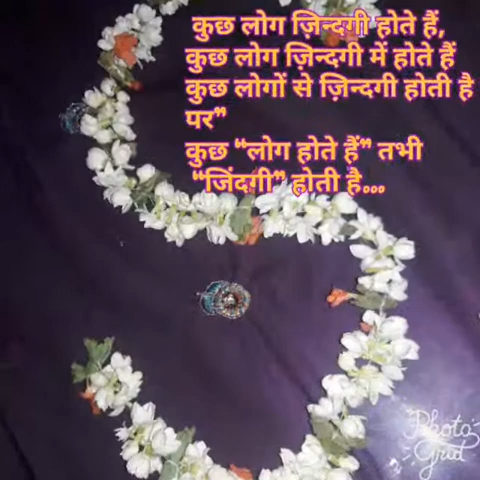 कुछ लोग ज़िन्दगी होते हैं,
कुछ लोग ज़िन्दगी में होते हैं
कुछ लोगों से ज़िन्दगी होती है
पर”
कुछ “लोग होते हैं” तभी
“जिंदगी” होती है...
Photo
Grid